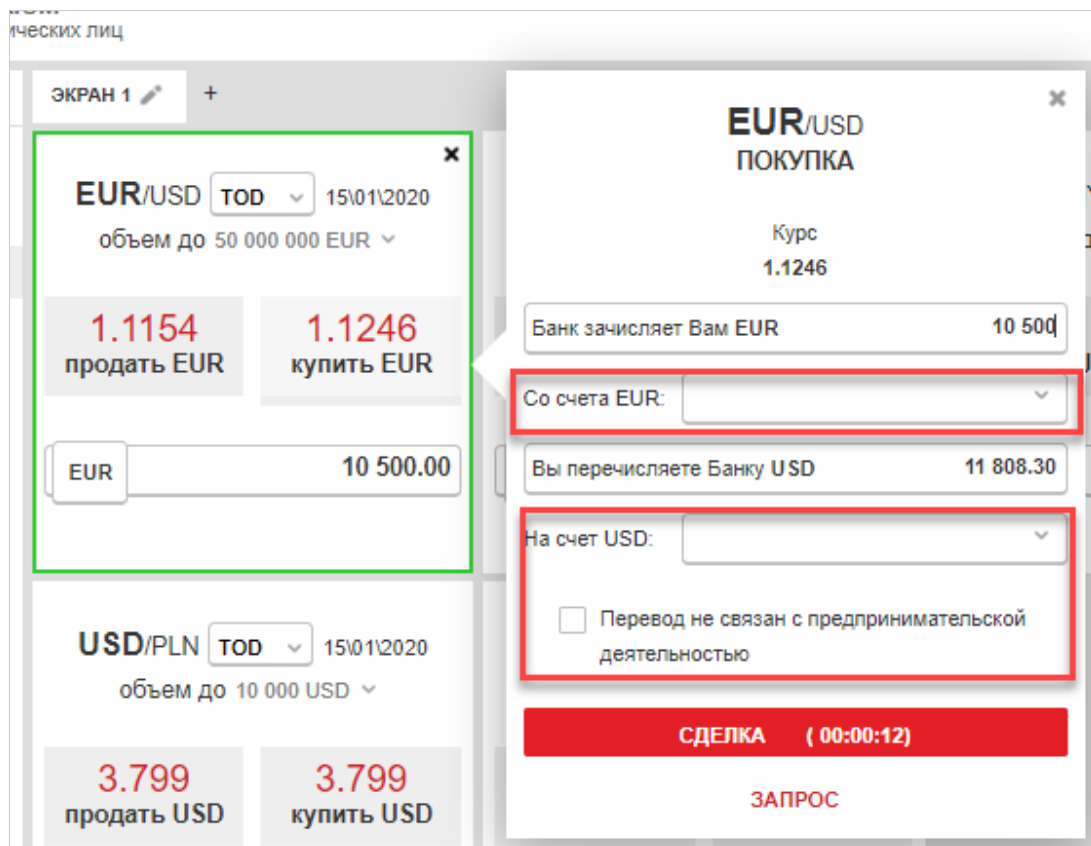 ических лиц
ЭКРАН 1 +
EUR/USD TOD 15\01\2020
объем до 50 000 000 EUR
1.1154 1.1246
продать EUR купить EUR
EUR 10 500.00
USD/PLN TOD 15\01\2020
объем до 10 000 USD
3.799 3.799
продать USD купить USD
EUR/USD
ПОКУПКА
Курс
1.1246
Банк зачисляет Вам EUR 10 500
Со счета EUR:
Вы перечисляете Банку USD 11 808.30
На счет USD:
Перевод не связан с предпринимательской
деятельностью
СДЕЛКА ( 00:00:12)
ЗАПРОС